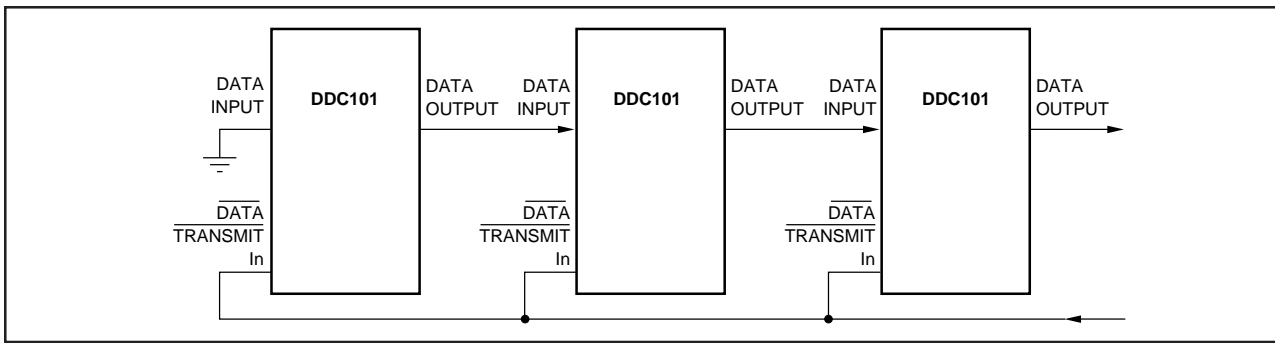 DATA
INPUT
DDC101
DATA
OUTPUT
DATA
INPUT
DDC101
DATA
OUTPUT
DATA
INPUT
DDC101
DATA
OUTPUT
DATA
TRANSMIT
In
DATA
TRANSMIT
In
DATA
TRANSMIT
In